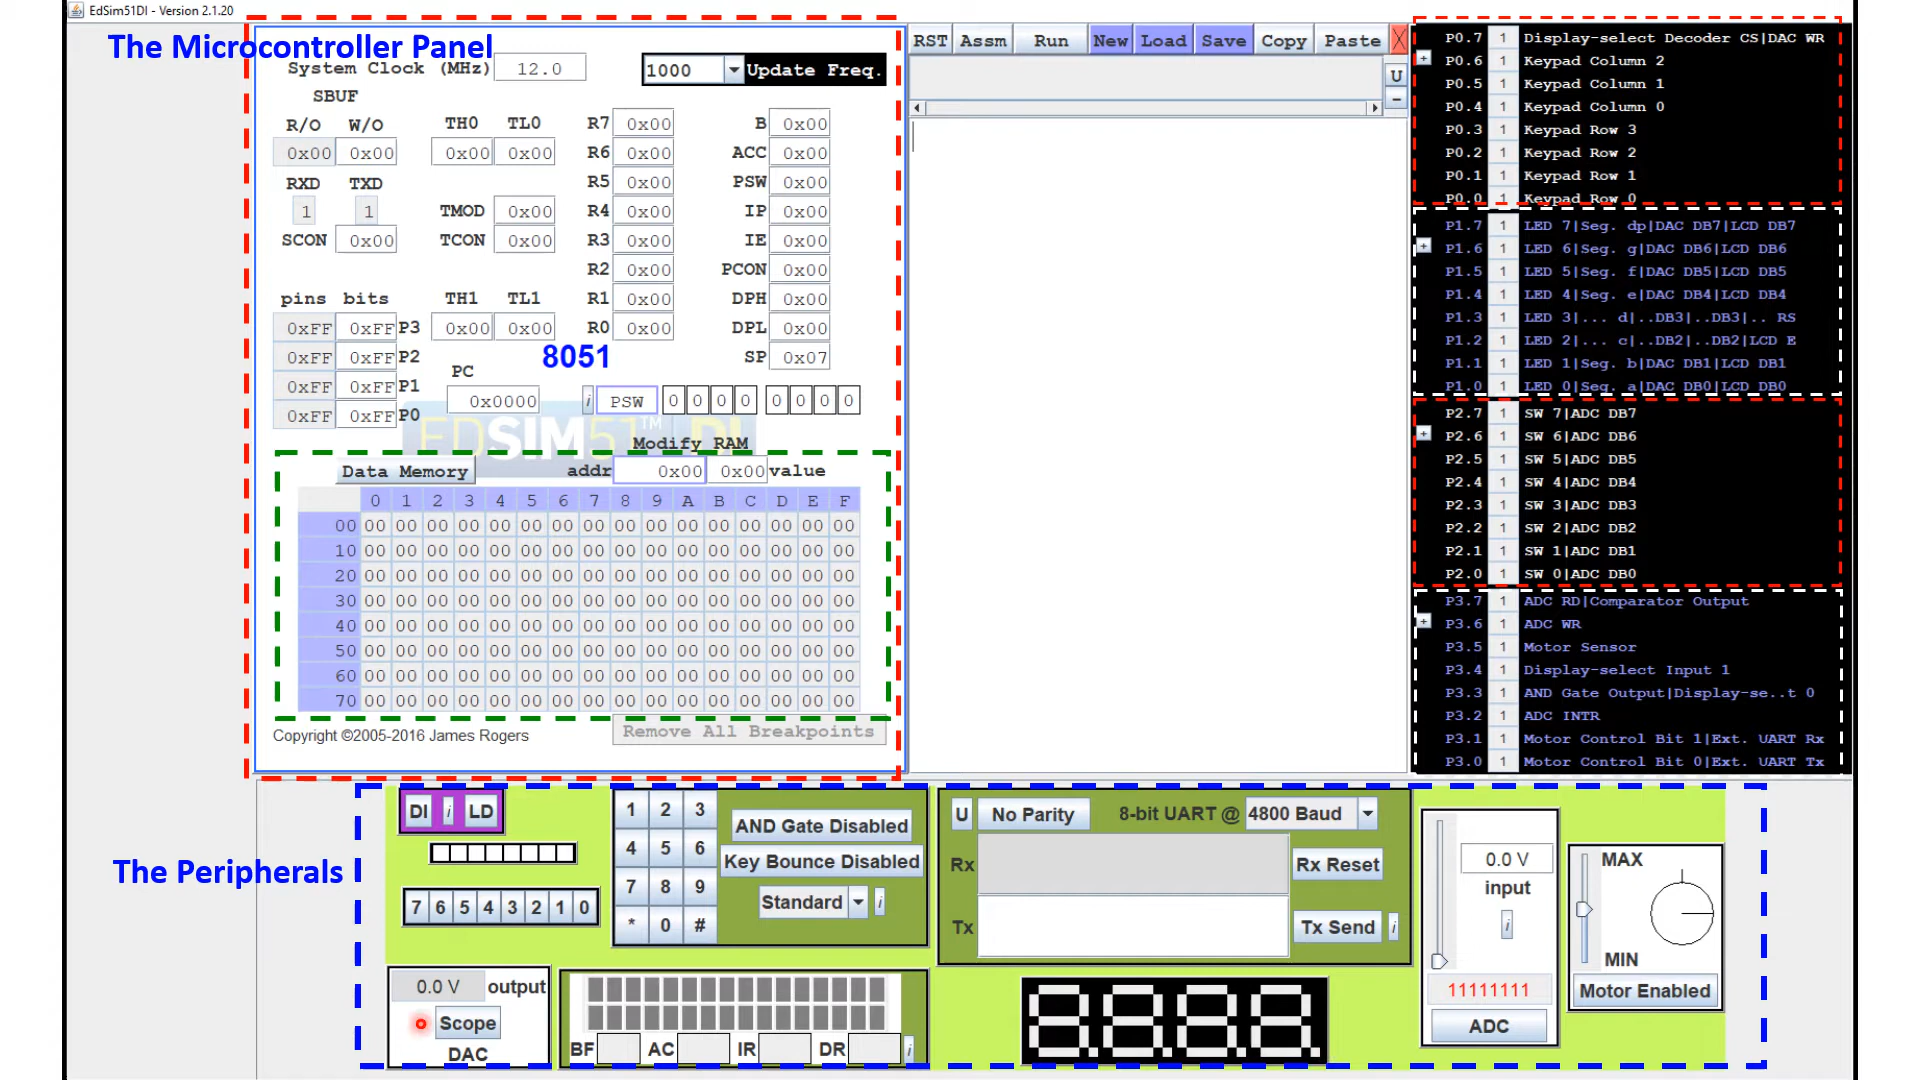 EdSim51DI - Version 2.1.20
The Microcontroller Panel
System Clock (MHz) 12.0 1000 Update Freq.
SBUF
R/O W/O TH0 TL0 R7 0x00 B 0x00
0x00 0x00 0x00 0x00 R6 0x00 ACC 0x00
RXD TXD R5 0x00 PSW 0x00
1 1 TMOD 0x00 R4 0x00 IP 0x00
SCON 0x00 TCON 0x00 R3 0x00 IE 0x00
R2 0x00 PCON 0x00
pins bits TH1 TL1 R1 0x00 DPH 0x00
0xFF 0xFF P3 0x00 0x00 R0 0x00 DPL 0x00
0xFF 0xFF P2 8051 SP 0x07
0xFF 0xFF P1 PC 0x0000 i PSW 0 0 0 0 0 0 0 0
0xFF 0xFF P0
EDSIM51™ DI
Modify RAM
Data Memory addr 0x00 0x00 value
0 1 2 3 4 5 6 7 8 9 A B C D E F
00 00 00 00 00 00 00 00 00 00 00 00 00 00 00 00 00
10 00 00 00 00 00 00 00 00 00 00 00 00 00 00 00 00
20 00 00 00 00 00 00 00 00 00 00 00 00 00 00 00 00
30 00 00 00 00 00 00 00 00 00 00 00 00 00 00 00 00
40 00 00 00 00 00 00 00 00 00 00 00 00 00 00 00 00
50 00 00 00 00 00 00 00 00 00 00 00 00 00 00 00 00
60 00 00 00 00 00 00 00 00 00 00 00 00 00 00 00 00
70 00 00 00 00 00 00 00 00 00 00 00 00 00 00 00 00
Copyright ©2005-2016 James Rogers Remove All Breakpoints
RST Assm Run New Load Save Copy Paste X
U
-
P0.7 1 Display-select Decoder CS|DAC WR
+ P0.6 1 Keypad Column 2
P0.5 1 Keypad Column 1
P0.4 1 Keypad Column 0
P0.3 1 Keypad Row 3
P0.2 1 Keypad Row 2
P0.1 1 Keypad Row 1
P0.0 1 Keypad Row 0
P1.7 1 LED 7|Seg. dp|DAC DB7|LCD DB7
+ P1.6 1 LED 6|Seg. g|DAC DB6|LCD DB6
P1.5 1 LED 5|Seg. f|DAC DB5|LCD DB5
P1.4 1 LED 4|Seg. e|DAC DB4|LCD DB4
P1.3 1 LED 3|... d|..DB3|..DB3|.. RS
P1.2 1 LED 2|... c|..DB2|..DB2|LCD E
P1.1 1 LED 1|Seg. b|DAC DB1|LCD DB1
P1.0 1 LED 0|Seg. a|DAC DB0|LCD DB0
P2.7 1 SW 7|ADC DB7
+ P2.6 1 SW 6|ADC DB6
P2.5 1 SW 5|ADC DB5
P2.4 1 SW 4|ADC DB4
P2.3 1 SW 3|ADC DB3
P2.2 1 SW 2|ADC DB2
P2.1 1 SW 1|ADC DB1
P2.0 1 SW 0|ADC DB0
P3.7 1 ADC RD|Comparator Output
+ P3.6 1 ADC WR
P3.5 1 Motor Sensor
P3.4 1 Display-select Input 1
P3.3 1 AND Gate Output|Display-se..t 0
P3.2 1 ADC INTR
P3.1 1 Motor Control Bit 1|Ext. UART Rx
P3.0 1 Motor Control Bit 0|Ext. UART Tx
The Peripherals
DI i LD
7 6 5 4 3 2 1 0
1 2 3
4 5 6
7 8 9
* 0 #
AND Gate Disabled
Key Bounce Disabled
Standard i
U No Parity 8-bit UART @ 4800 Baud
Rx Rx Reset
Tx Tx Send i
0.0 V output
Scope
DAC
BF AC IR DR i
8.8.8.8.
0.0 V
input
i
11111111
ADC
MAX
MIN
Motor Enabled